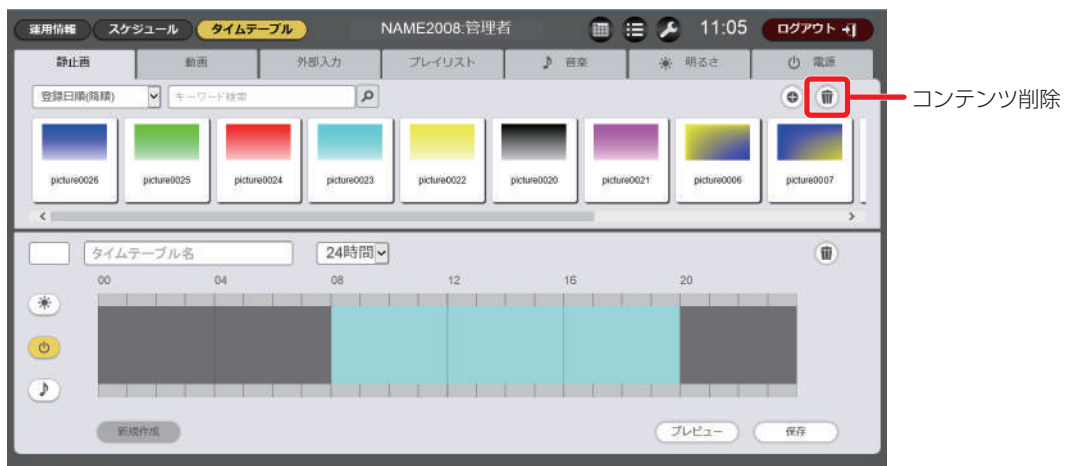 運用情報 スケジュール タイムテーブル NAME2008:管理者 11:05 ログアウト
静止画 動画 外部入力 プレイリスト 音楽 明るさ 電源
登録日順(降順) キーワード検索
コンテンツ削除
picture0026 picture0025 picture0024 picture0023 picture0022 picture0020 picture0021 picture0006 picture0007
タイムテーブル名 24時間
00 04 08 12 16 20
新規作成 プレビュー 保存